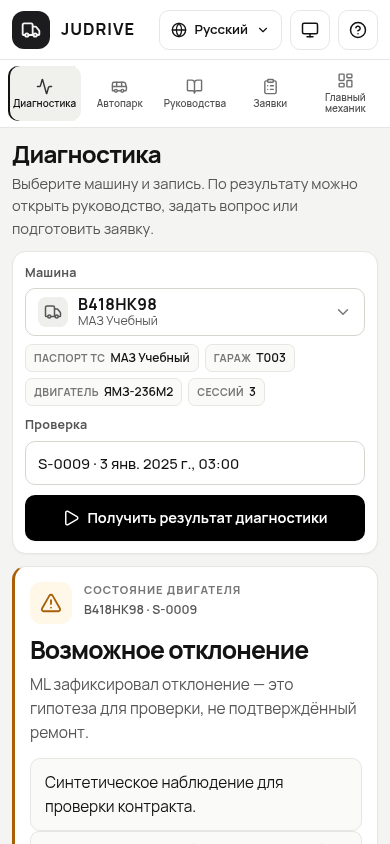 JUDRIVE
Русский
Диагностика
Автопарк
Руководства
Заявки
Главный
механик
Диагностика
Выберите машину и запись. По результату можно
открыть руководство, задать вопрос или
подготовить заявку.
Машина
В418НК98
МАЗ Учебный
ПАСПОРТ ТС МАЗ Учебный
ГАРАЖ Т003
ДВИГАТЕЛЬ ЯМЗ-236М2
СЕССИЙ 3
Проверка
S-0009 · 3 янв. 2025 г., 03:00
Получить результат диагностики
СОСТОЯНИЕ ДВИГАТЕЛЯ
В418НК98 · S-0009
Возможное отклонение
ML зафиксировал отклонение — это
гипотеза для проверки, не подтверждённый
ремонт.
Синтетическое наблюдение для
проверки контракта.